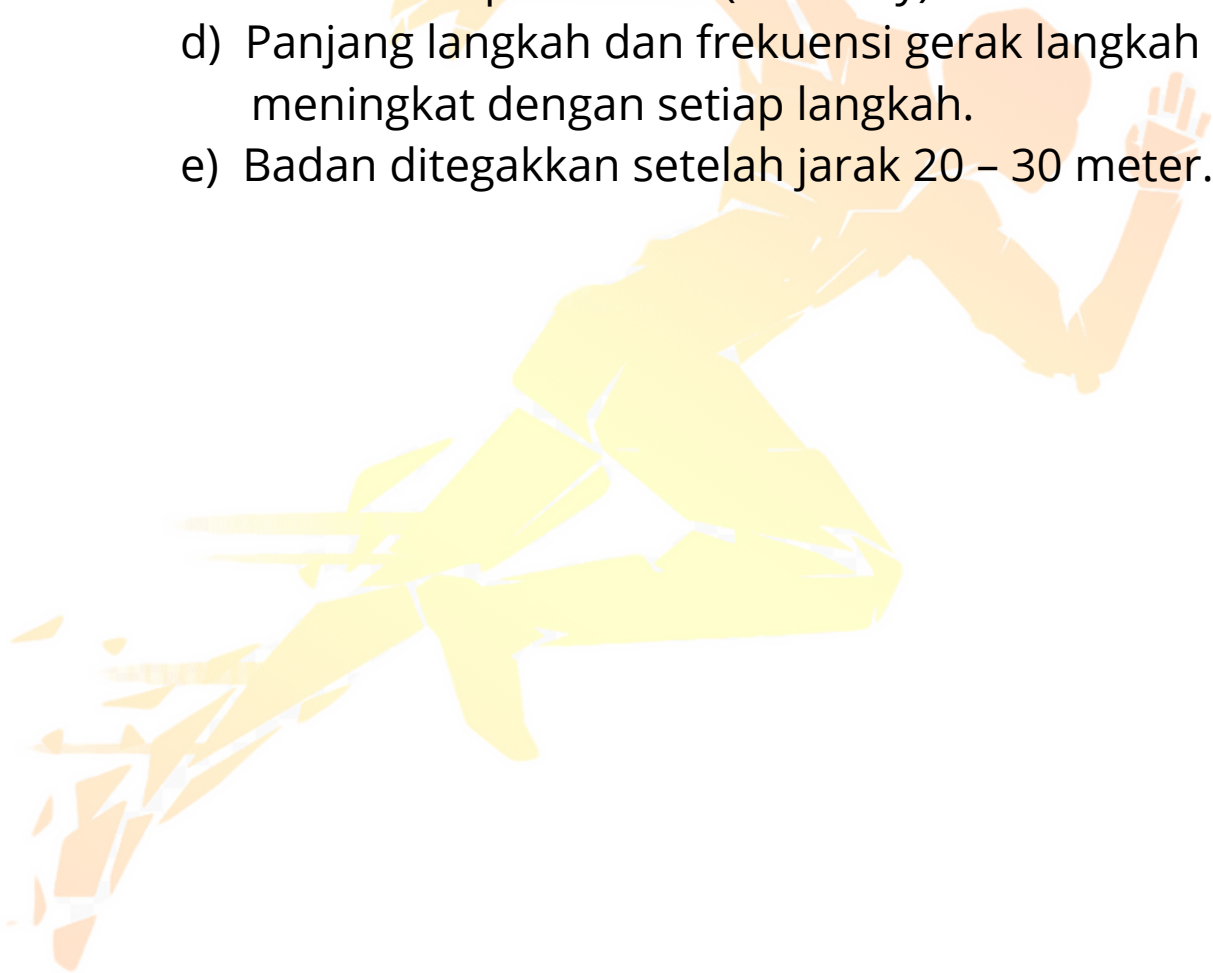 d) Panjang langkah dan frekuensi gerak langkah
meningkat dengan setiap langkah.
e) Badan ditegakkan setelah jarak 20 – 30 meter.